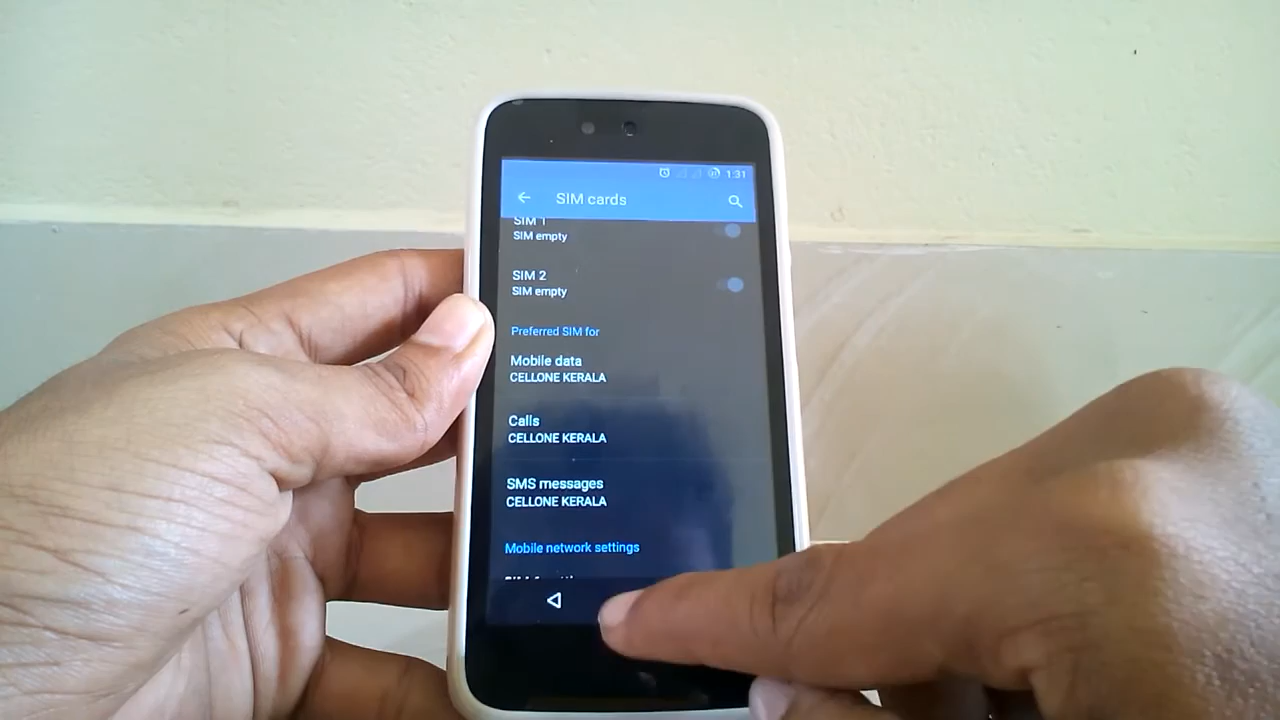 1:31
SIM cards
SIM 1
SIM empty
SIM 2
SIM empty
Preferred SIM for
Mobile data
CELLONE KERALA
Calls
CELLONE KERALA
SMS messages
CELLONE KERALA
Mobile network settings